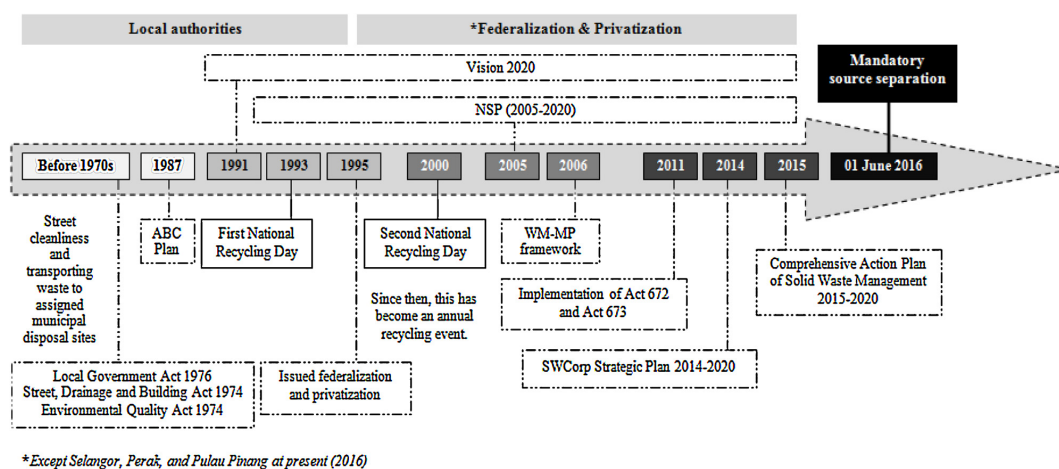 Local authorities
*Federalization & Privatization
Vision 2020
Mandatory
source separation
NSP (2005-2020)
Before 1970s
1987
1991
1993
1995
2000
2005
2006
2011
2014
2015
01 June 2016
Street
cleanliness
and
transporting
waste to
assigned
municipal
disposal sites
ABC
Plan
First National
Recycling Day
Second National
Recycling Day
Since then, this has
become an annual
recycling event.
WM-MP
framework
Implementation of Act 672
and Act 673
Comprehensive Action Plan
of Solid Waste Management
2015-2020
SWCorp Strategic Plan 2014-2020
Local Government Act 1976
Street, Drainage and Building Act 1974
Environmental Quality Act 1974
Issued federalization
and privatization
*Except Selangor, Perak, and Pulau Pinang at present (2016)